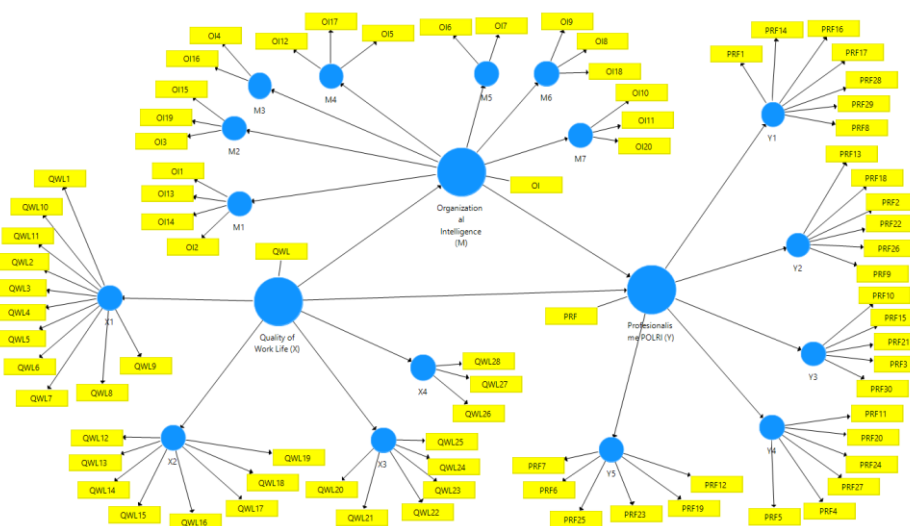 OI17
OI6
OI7
OI9
PRF14
PRF16
OI4
OI12
OI5
OI8
PRF1
PRF17
OI16
M4
M5
M6
OI18
PRF28
OI15
M3
OI10
PRF29
OI19
OI11
Y1
PRF8
OI3
M2
M7
OI20
PRF13
OI1
QWL1
PRF18
OI13
OI
PRF2
QWL10
OI14
M1
Organization
al
Intelligence
(M)
PRF22
QWL11
OI2
QWL
Y2
PRF26
QWL2
PRF9
QWL3
PRF10
QWL4
X1
PRF
PRF15
QWL5
Quality of
Work Life (X)
Profesionalis
me POLRI (Y)
PRF21
QWL6
QWL9
QWL28
Y3
PRF3
QWL7
QWL8
X4
QWL27
PRF30
QWL26
PRF11
QWL12
QWL19
QWL25
PRF20
QWL13
X2
X3
QWL24
PRF7
Y5
Y4
PRF24
QWL14
QWL18
QWL20
QWL23
PRF6
PRF12
PRF27
QWL15
QWL17
QWL21
QWL22
PRF25
PRF23
PRF19
PRF5
PRF4
QWL16